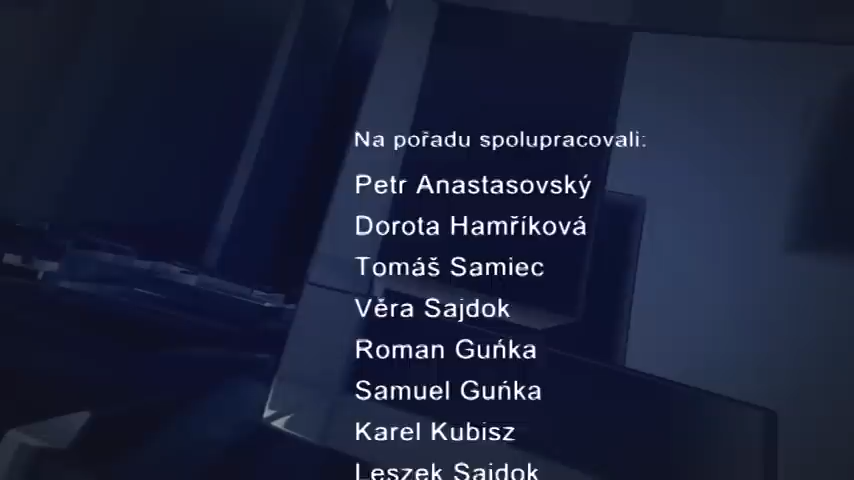 Na pořadu spolupracovali:
Petr Anastasovský
Dorota Hamříková
Tomáš Samiec
Věra Sajdok
Roman Guńka
Samuel Guńka
Karel Kubisz
Leszek Sajdok